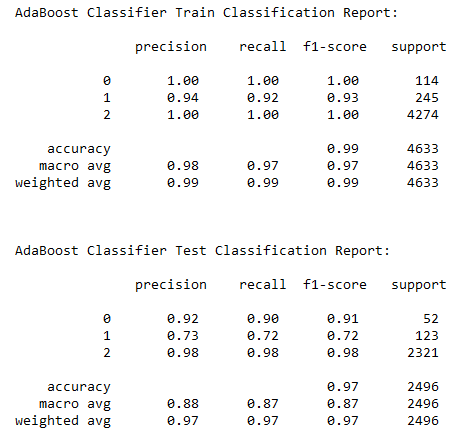 AdaBoost Classifier Train Classification Report:
precision recall f1-score support
0 1.00 1.00 1.00 114
1 0.94 0.92 0.93 245
2 1.00 1.00 1.00 4274
accuracy 0.99 4633
macro avg 0.98 0.97 0.97 4633
weighted avg 0.99 0.99 0.99 4633
AdaBoost Classifier Test Classification Report:
precision recall f1-score support
0 0.92 0.90 0.91 52
1 0.73 0.72 0.72 123
2 0.98 0.98 0.98 2321
accuracy 0.97 2496
macro avg 0.88 0.87 0.87 2496
weighted avg 0.97 0.97 0.97 2496